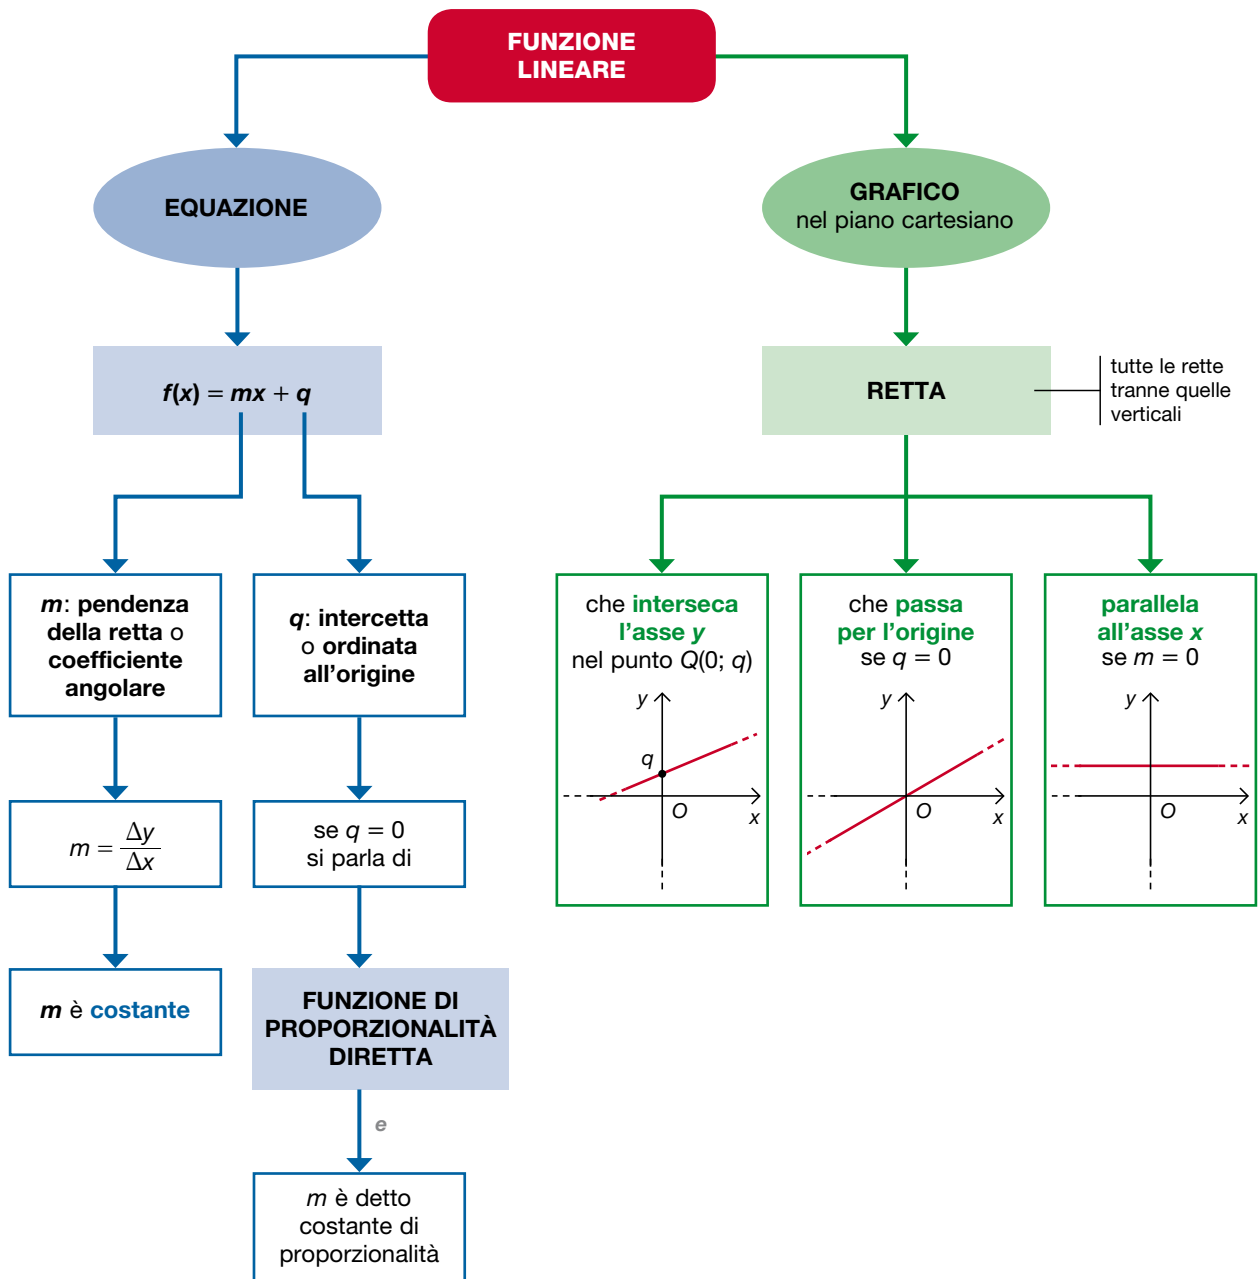 FUNZIONE
LINEARE
EQUAZIONE
GRAFICO
nel piano cartesiano
f(x) = mx + q
RETTA
tutte le rette
tranne quelle
verticali
m: pendenza
della retta o
coefficiente
angolare
q: intercetta
o ordinata
all'origine
che interseca
l'asse y
nel punto Q(0; q)
y
q
O
x
che passa
per l'origine
se q = 0
y
O
x
parallela
all'asse x
se m = 0
y
O
x
m = Δy/Δx
se q = 0
si parla di
m è costante
FUNZIONE DI
PROPORZIONALITÀ
DIRETTA
e
m è detto
costante di
proporzionalità